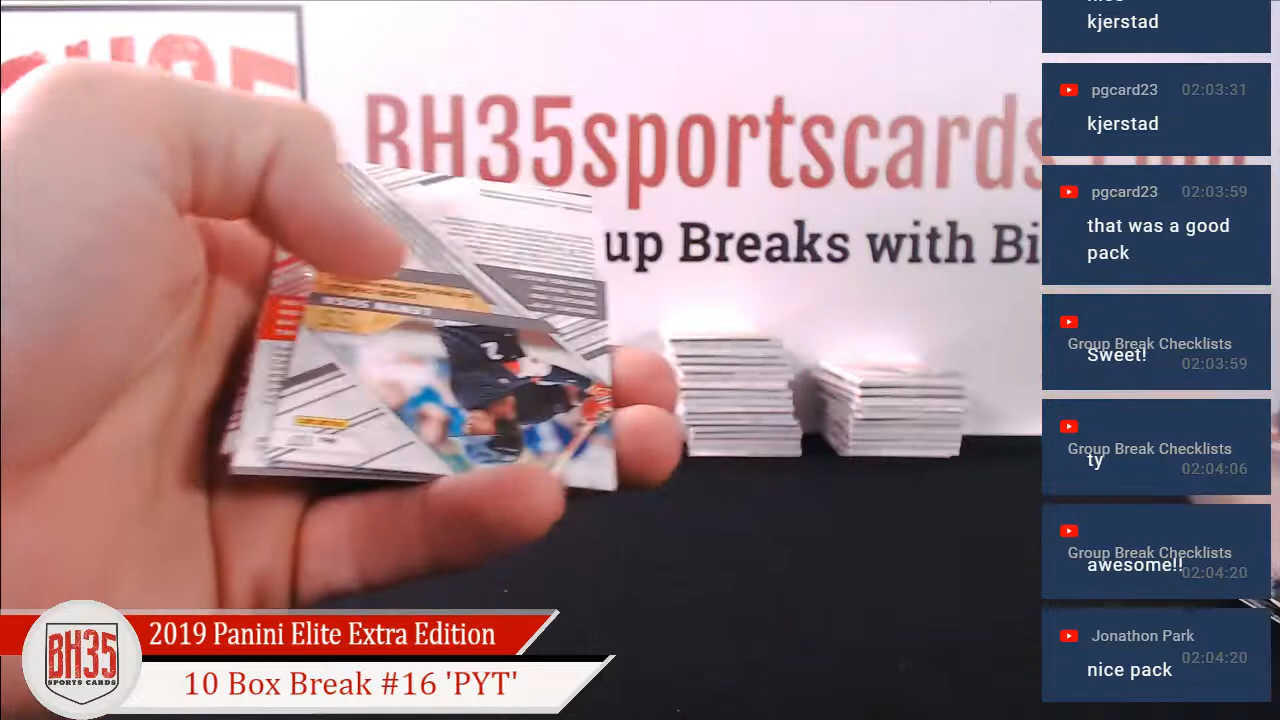 BH35sportscards
up Breaks with Bi
2
kjerstad
pgcard23 02:03:31
kjerstad
pgcard23 02:03:59
that was a good
pack
Group Break Checklists
Sweet!
02:03:59
Group Break Checklists
ty
02:04:06
Group Break Checklists
awesome!!
02:04:20
Jonathon Park
02:04:20
nice pack
BH35
SPORTS CARDS
2019 Panini Elite Extra Edition
10 Box Break #16 'PYT'